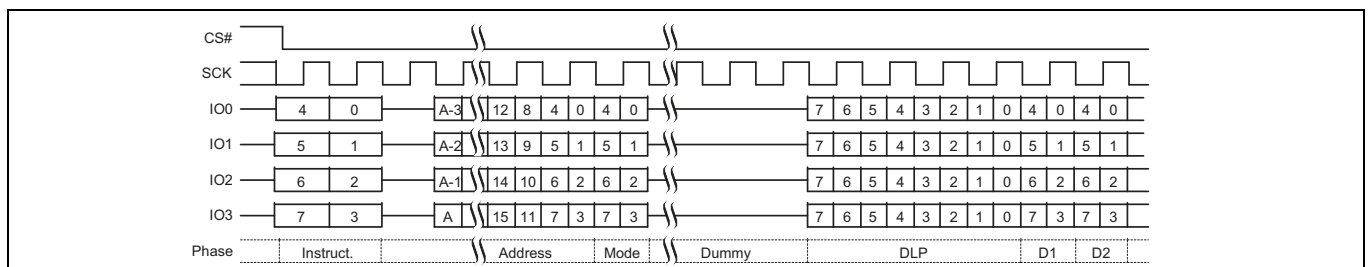 CS#
SCK
IO0 4 0 A-3 12 8 4 0 4 0 7 6 5 4 3 2 1 0 4 0 4 0
IO1 5 1 A-2 13 9 5 1 5 1 7 6 5 4 3 2 1 0 5 1 5 1
IO2 6 2 A-1 14 10 6 2 6 2 7 6 5 4 3 2 1 0 6 2 6 2
IO3 7 3 A 15 11 7 3 7 3 7 6 5 4 3 2 1 0 7 3 7 3
Phase Instruct. Address Mode Dummy DLP D1 D2